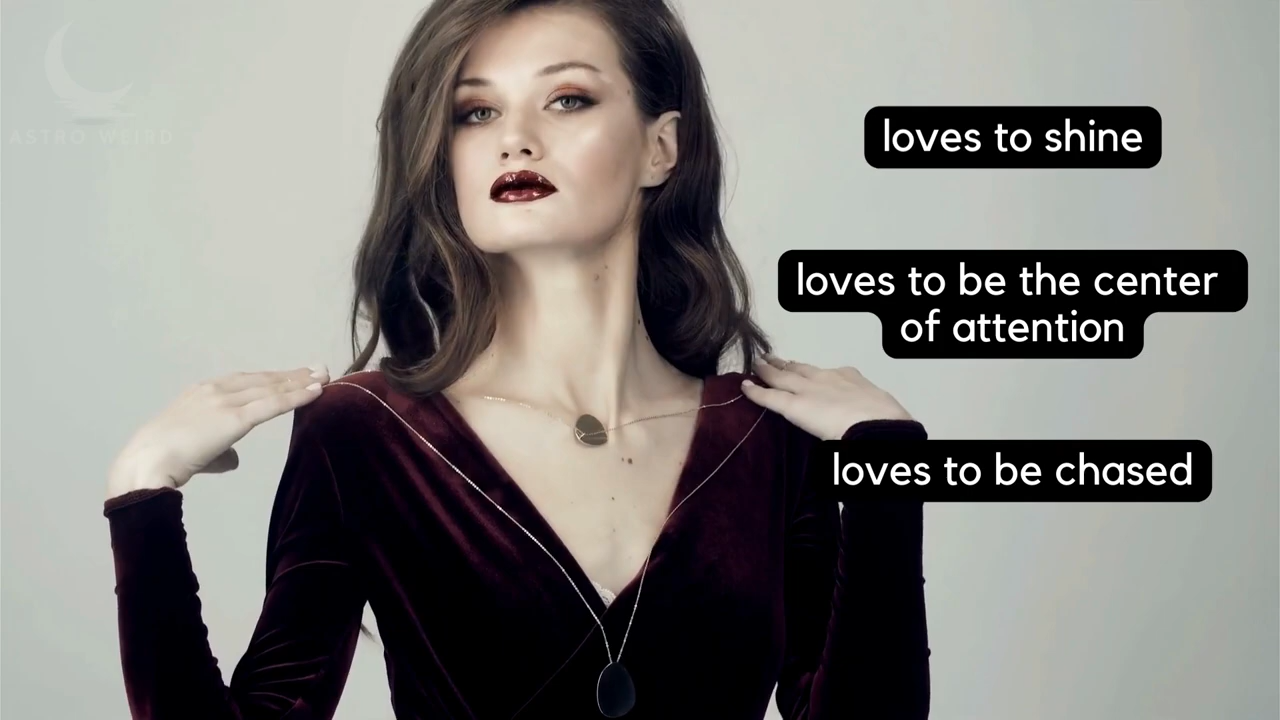 ASTRO WEIRD
loves to shine
loves to be the center
of attention
loves to be chased